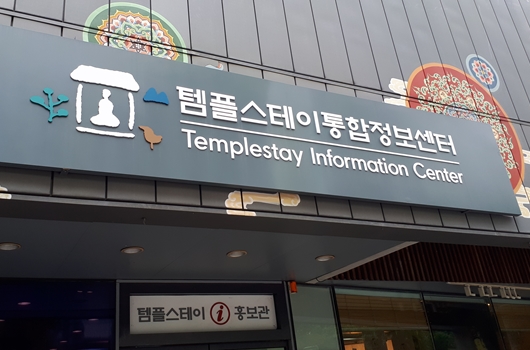 템플스테이통합정보센터
Templestay Information Center
템플스테이 i 홍보관